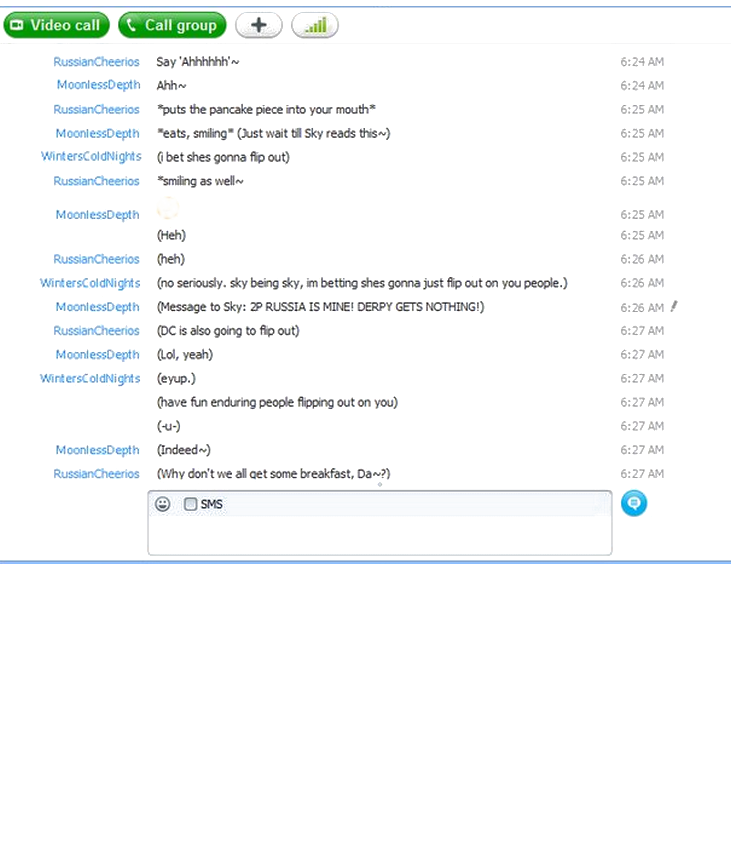 Video call Call group
RussianCheerios Say 'Ahhhhhh'~ 6:24 AM
MoonlessDepth Ahh~ 6:24 AM
RussianCheerios *puts the pancake piece into your mouth* 6:25 AM
MoonlessDepth *eats, smiling* (Just wait till Sky reads this~) 6:25 AM
WintersColdNights (i bet shes gonna flip out) 6:25 AM
RussianCheerios *smiling as well~ 6:25 AM
MoonlessDepth 6:25 AM
(Heh) 6:25 AM
RussianCheerios (heh) 6:26 AM
WintersColdNights (no seriously. sky being sky, im betting shes gonna just flip out on you people.) 6:26 AM
MoonlessDepth (Message to Sky: 2P RUSSIA IS MINE! DERPY GETS NOTHING!) 6:26 AM
RussianCheerios (DC is also going to flip out) 6:27 AM
MoonlessDepth (Lol, yeah) 6:27 AM
WintersColdNights (eyup.) 6:27 AM
(have fun enduring people flipping out on you) 6:27 AM
(-u-) 6:27 AM
MoonlessDepth (Indeed~) 6:27 AM
RussianCheerios (Why don't we all get some breakfast, Da~?) 6:27 AM
SMS